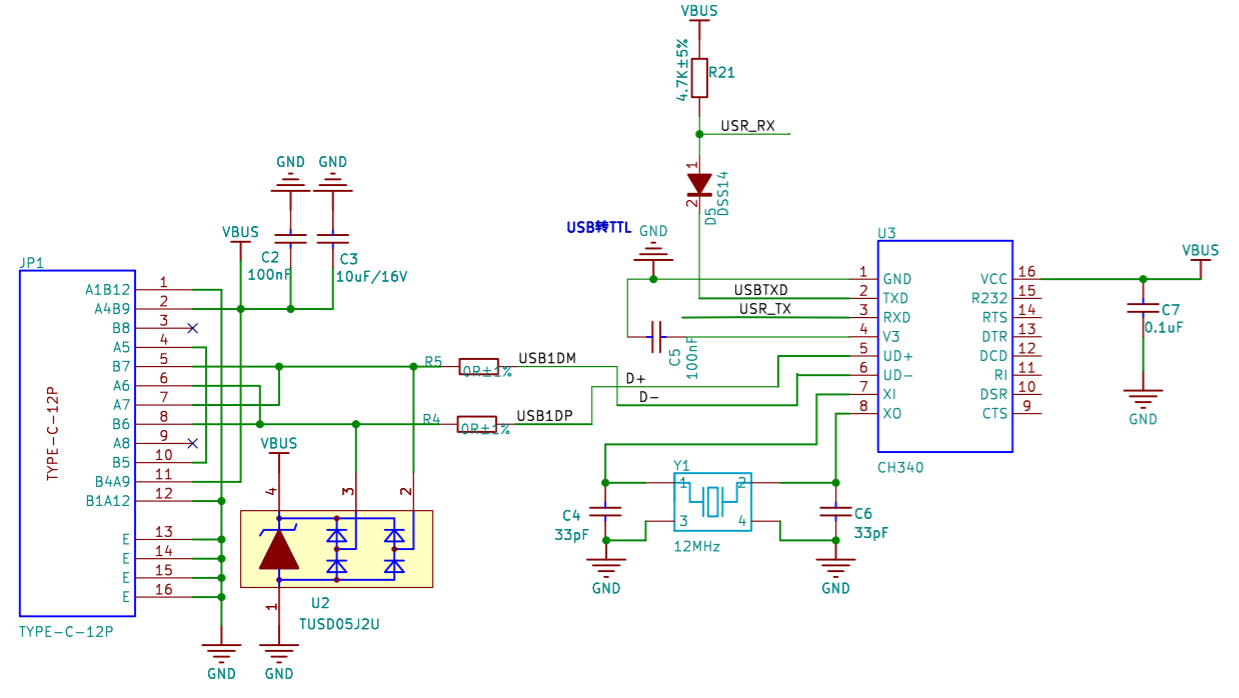 VBUS
4.7K±5%
R21
USR_RX
1
2
D5
DSS14
USB转TTL
GND
GND
GND
VBUS
C2
100nF
C3
10uF/16V
JP1
A1B12 1
A4B9 2
B8 3
A5 4
B7 5
A6 6
A7 7
B6 8
A8 9
B5 10
B4A9 11
B1A12 12
E 13
E 14
E 15
E 16
TYPE-C-12P
TYPE-C-12P
GND
R5
0R±1%
USB1DM
R4
0R±1%
USB1DP
D+
D-
VBUS
4
3
2
1
U2
TUSD05J2U
GND
C5
100nF
USBTXD
USR_TX
U3
1 GND
2 TXD
3 RXD
4 V3
5 UD+
6 UD-
7 XI
8 XO
VCC 16
R232 15
RTS 14
DTR 13
DCD 12
RI 11
DSR 10
CTS 9
CH340
VBUS
C7
0.1uF
GND
Y1
1
2
3
4
12MHz
C4
33pF
GND
C6
33pF
GND